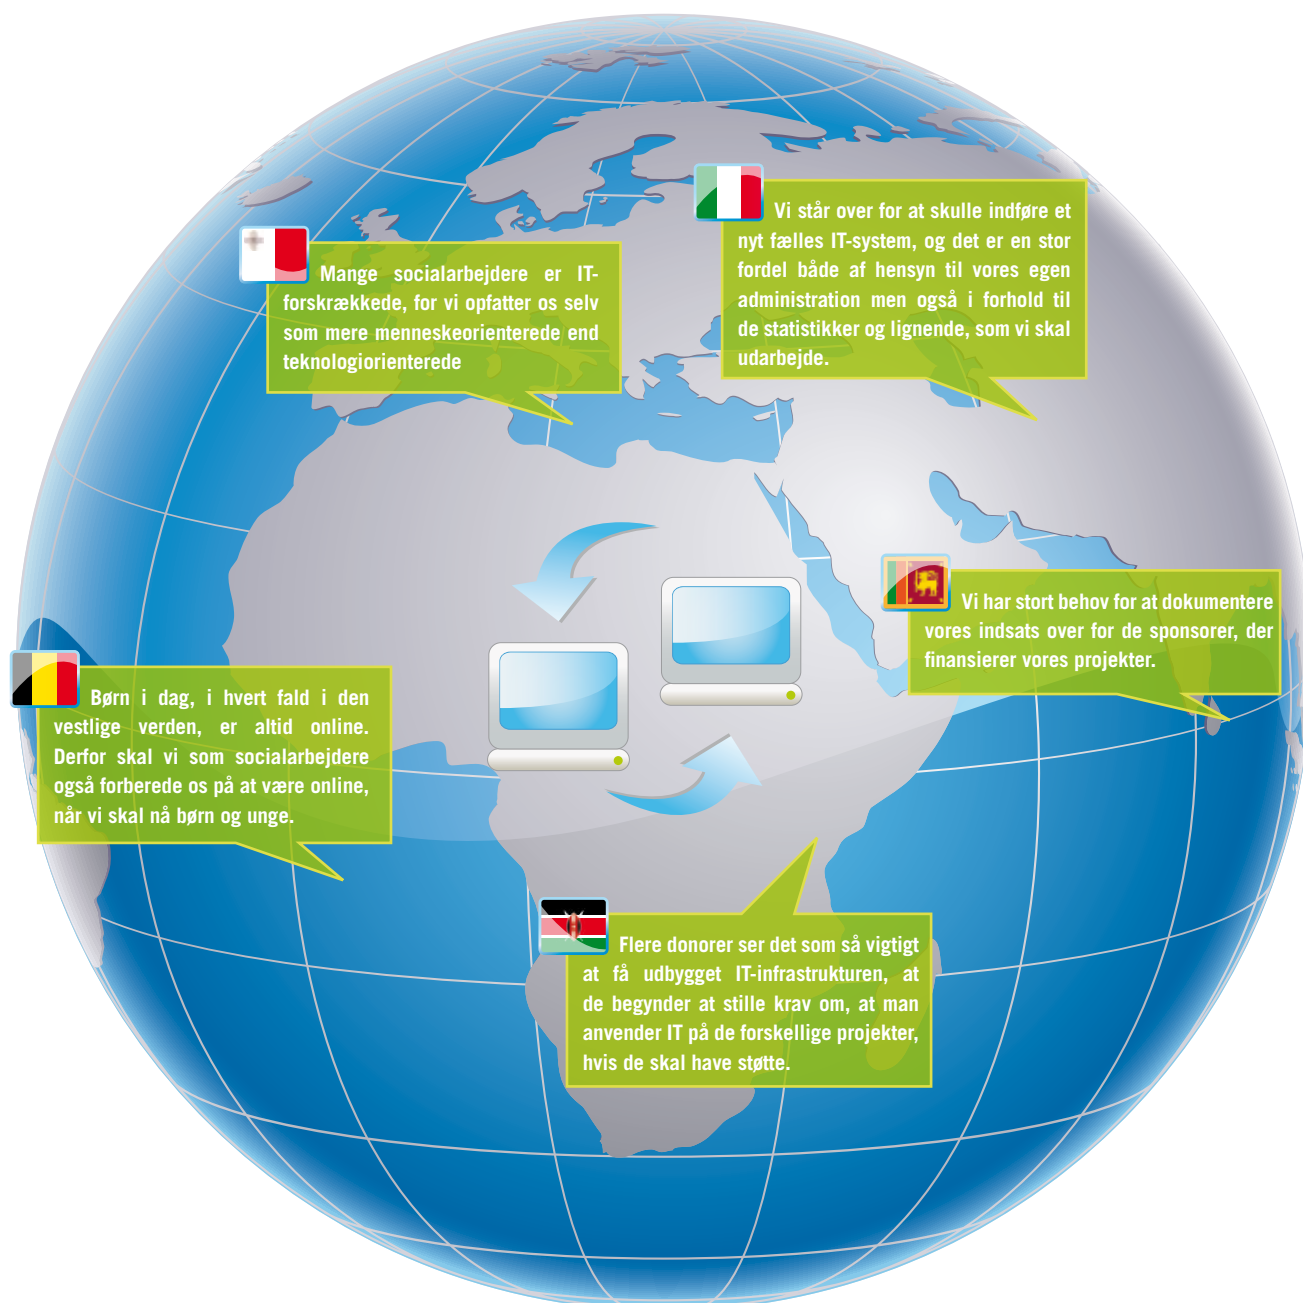 Vi står over for at skulle indføre et
nyt fælles IT-system, og det er en stor
fordel både af hensyn til vores egen
administration men også i forhold til
de statistikker og lignende, som vi skal
udarbejde.
Mange socialarbejdere er IT-
forskrækkede, for vi opfatter os selv
som mere menneskeorienterede end
teknologiorienterede
Vi har stort behov for at dokumentere
vores indsats over for de sponsorer, der
finansierer vores projekter.
Børn i dag, i hvert fald i den
vestlige verden, er altid online.
Derfor skal vi som socialarbejdere
også forberede os på at være online,
når vi skal nå børn og unge.
Flere donorer ser det som så vigtigt
at få udbygget IT-infrastrukturen, at
de begynder at stille krav om, at man
anvender IT på de forskellige projekter,
hvis de skal have støtte.